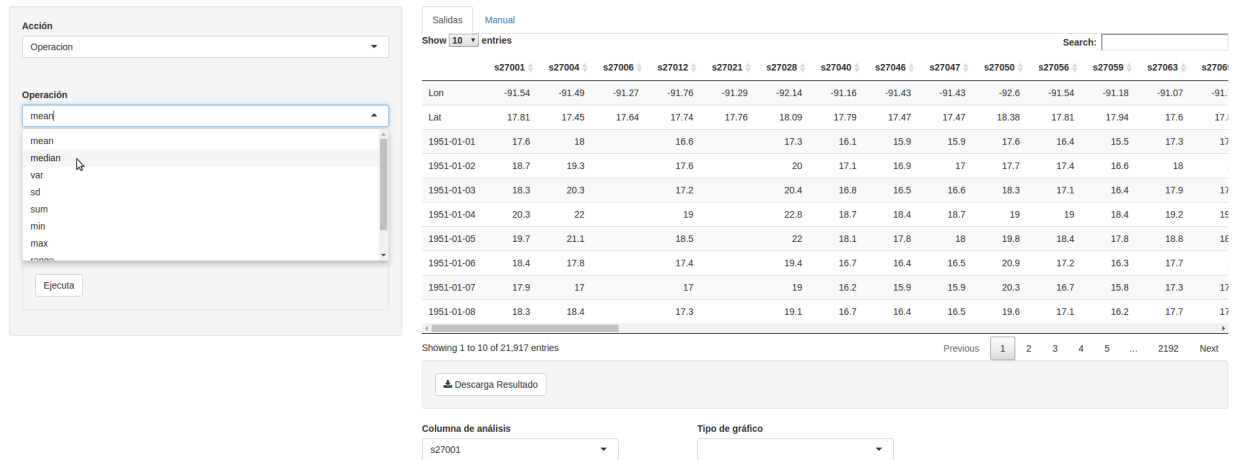 Acción
Operacion
Operación
mean
mean
median
var
sd
sum
min
max
range
Ejecuta
Salidas Manual
Show 10 entries Search:
s27001 s27004 s27006 s27012 s27021 s27028 s27040 s27046 s27047 s27050 s27056 s27059 s27063
Lon -91.54 -91.49 -91.27 -91.76 -91.29 -92.14 -91.16 -91.43 -91.43 -92.6 -91.54 -91.18 -91.07
Lat 17.81 17.45 17.64 17.74 17.76 18.09 17.79 17.47 17.47 18.38 17.81 17.94 17.6
1951-01-01 17.6 18 16.6 17.3 16.1 15.9 15.9 17.6 16.4 15.5 17.3
1951-01-02 18.7 19.3 17.6 20 17.1 16.9 17 17.7 17.4 16.6 18
1951-01-03 18.3 20.3 17.2 20.4 16.8 16.5 16.6 18.3 17.1 16.4 17.9
1951-01-04 20.3 22 19 22.8 18.7 18.4 18.7 19 19 18.4 19.2
1951-01-05 19.7 21.1 18.5 22 18.1 17.8 18 19.8 18.4 17.8 18.8
1951-01-06 18.4 17.8 17.4 19.4 16.7 16.4 16.5 20.9 17.2 16.3 17.7
1951-01-07 17.9 17 17 19 16.2 15.9 15.9 20.3 16.7 15.8 17.3
1951-01-08 18.3 18.4 17.3 19.1 16.7 16.4 16.5 19.6 17.1 16.2 17.7
Showing 1 to 10 of 21,917 entries Previous 1 2 3 4 5 … 2192 Next
Descarga Resultado
Columna de análisis Tipo de gráfico
s27001